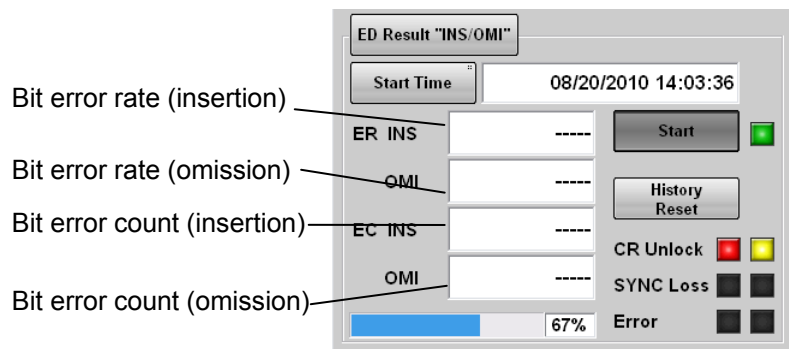 ED Result "INS/OMI"
Start Time 08/20/2010 14:03:36
Bit error rate (insertion)
ER INS ----- Start
Bit error rate (omission)
OMI ----- History Reset
Bit error count (insertion)
EC INS ----- CR Unlock
OMI ----- SYNC Loss
Bit error count (omission)
67% Error